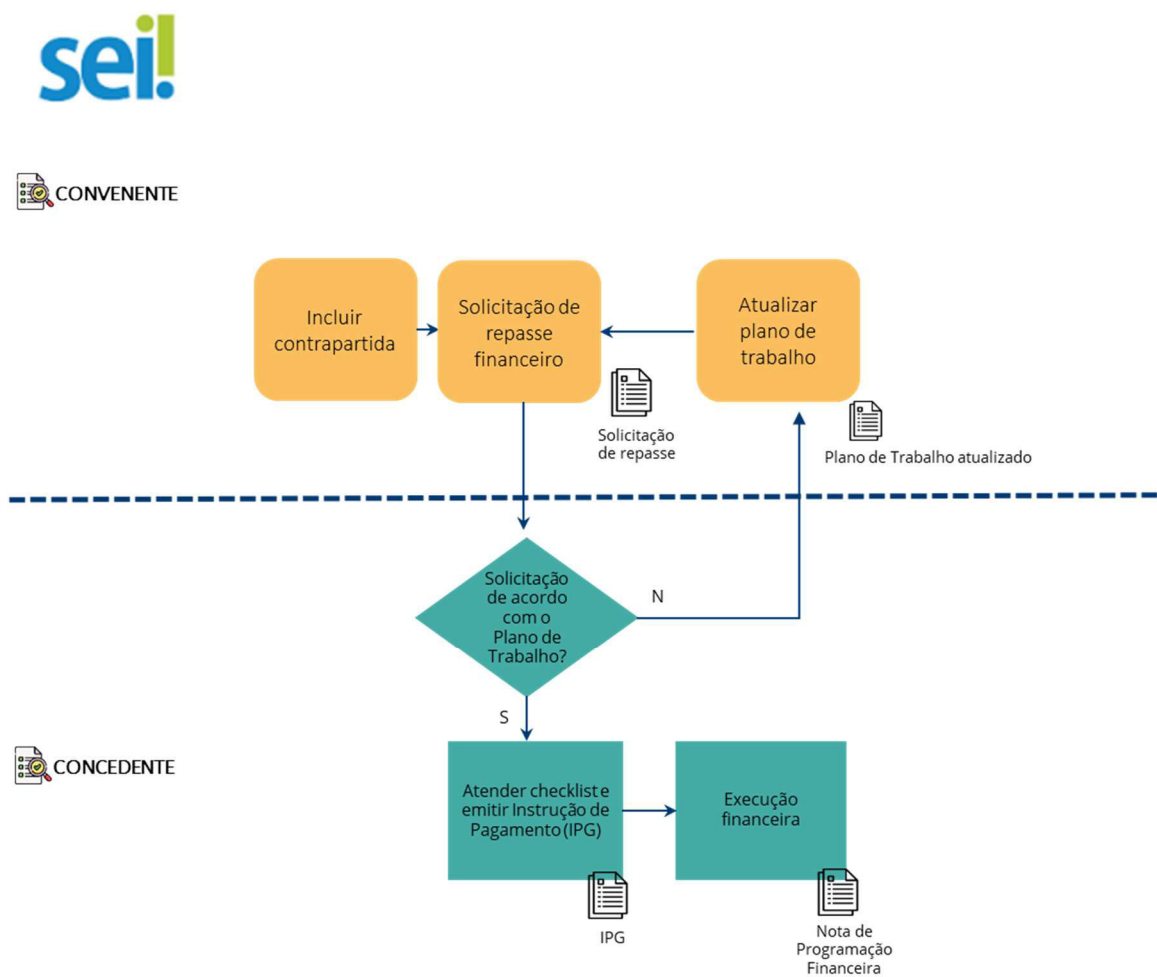 sei!
CONVENENTE
Incluir
contrapartida
Solicitação de
repasse
financeiro
Atualizar
plano de
trabalho
Solicitação
de repasse
Plano de Trabalho atualizado
Solicitação
de acordo
com o
Plano de
Trabalho?
N
S
CONCEDENTE
Atender checklist e
emitir Instrução de
Pagamento (IPG)
Execução
financeira
IPG
Nota de
Programação
Financeira